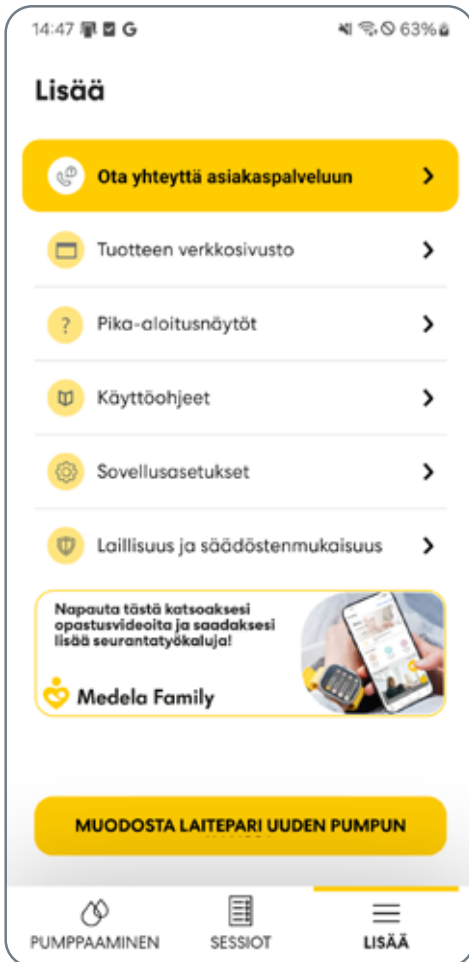 14:47 G 63%
Lisää
Ota yhteyttä asiakaspalveluun
Tuotteen verkkosivusto
? Pika-aloitusnäytöt
Käyttöohjeet
Sovellusasetukset
Laillisuus ja säädöstenmukaisuus
Napauta tästä katsoaksesi
opastusvideoita ja saadaksesi
lisää seurantatyökaluja!
Medela Family
MUODOSTA LAITEPARI UUDEN PUMPUN
PUMPPAAMINEN SESSIOT LISÄÄ